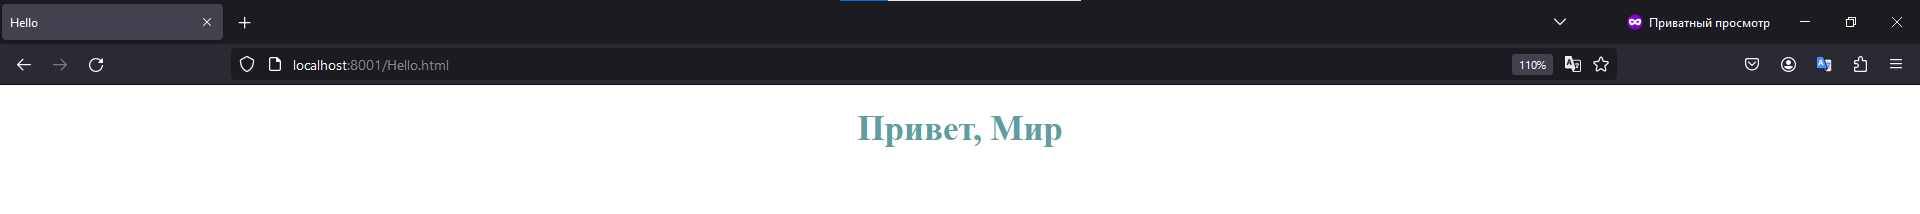 Hello
Приватный просмотр
localhost:8001/Hello.html
110%
Привет, Мир